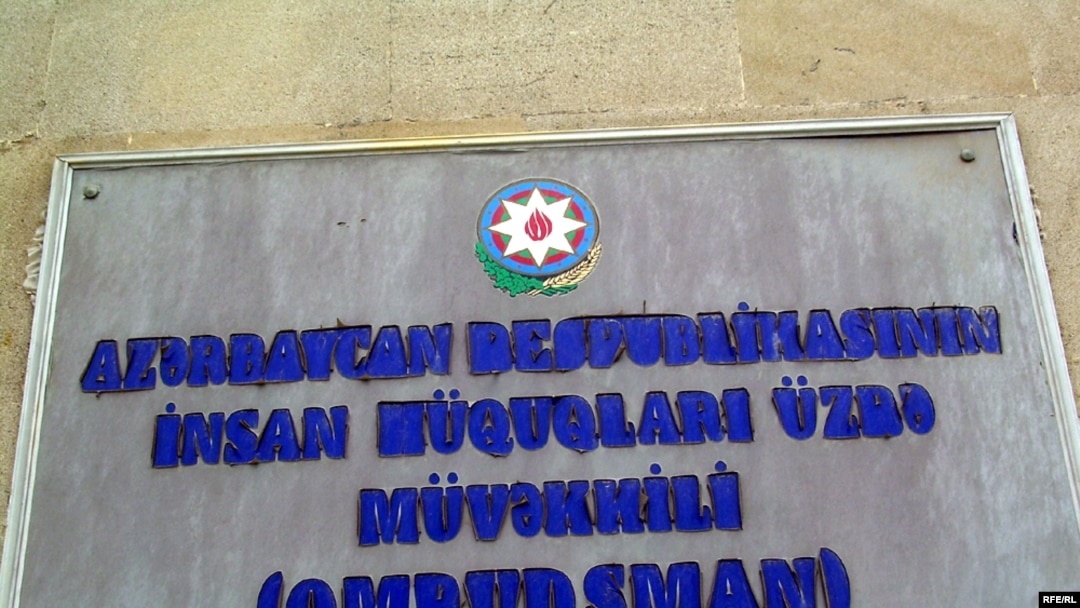 AZƏRBAYCAN RESPUBLİKASININ
İNSAN HÜQUQLARI ÜZRƏ
MÜVƏKKİLİ
(OMBUDSMAN)
RFE/RL